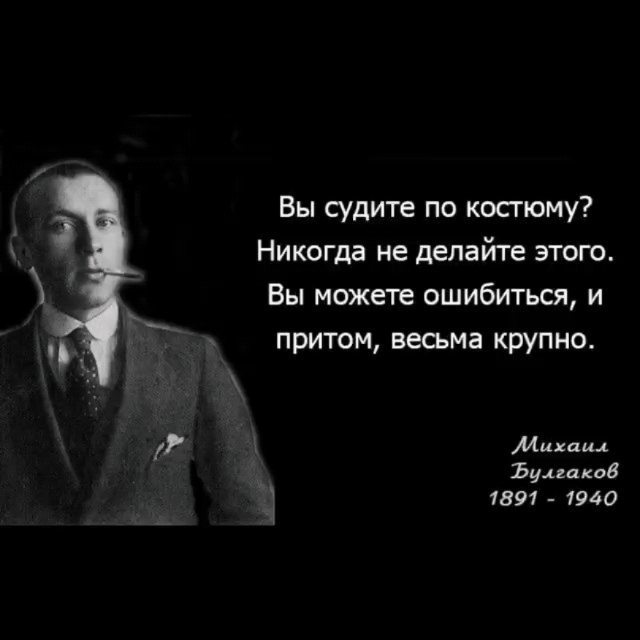 Вы судите по костюму?
Никогда не делайте этого.
Вы можете ошибиться, и
притом, весьма крупно.
Михаил
Булгаков
1891 - 1940